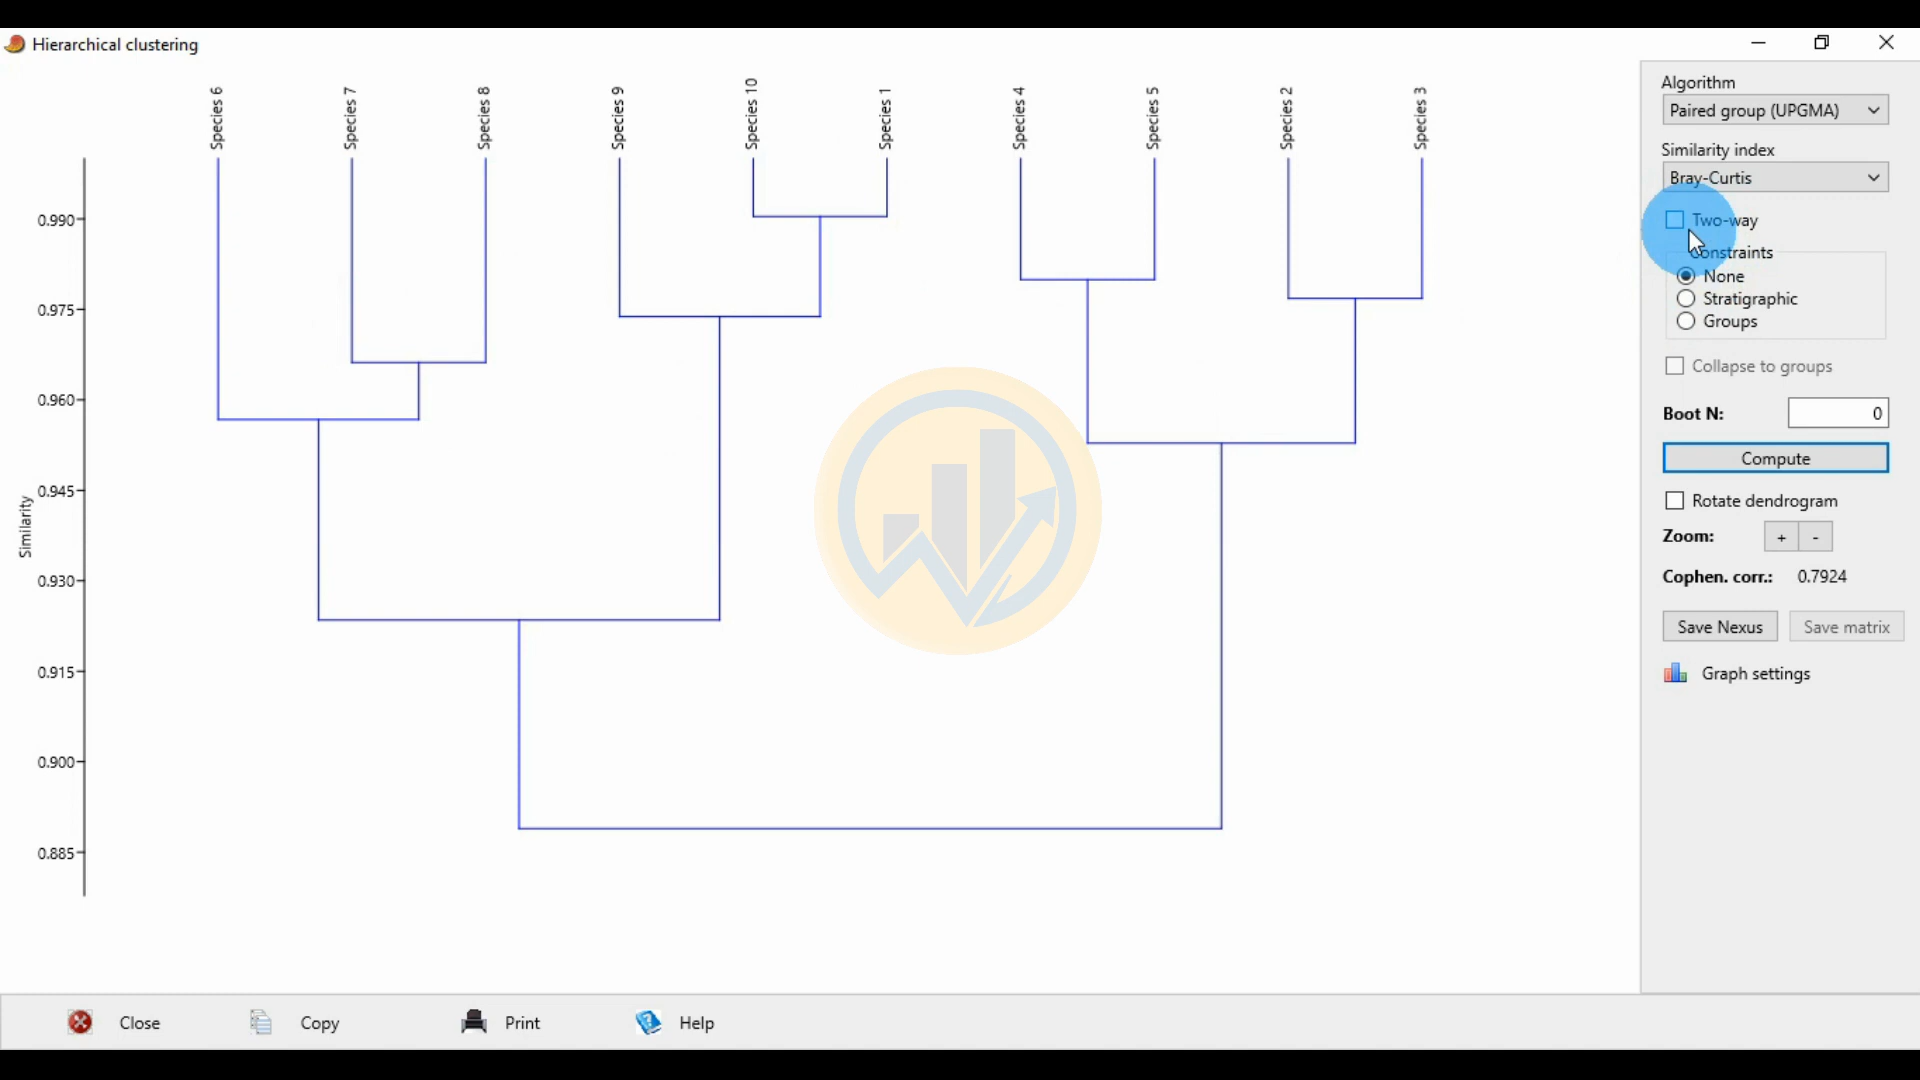 Hierarchical clustering
Species 6
Species 7
Species 8
Species 9
Species 10
Species 1
Species 4
Species 5
Species 2
Species 3
0.990
0.975
0.960
0.945
0.930
0.915
0.900
0.885
Similarity
Algorithm
Paired group (UPGMA)
Similarity index
Bray-Curtis
Two-way
Constraints
None
Stratigraphic
Groups
Collapse to groups
Boot N: 0
Compute
Rotate dendrogram
Zoom: + -
Cophen. corr.: 0.7924
Save Nexus Save matrix
Graph settings
Close Copy Print Help